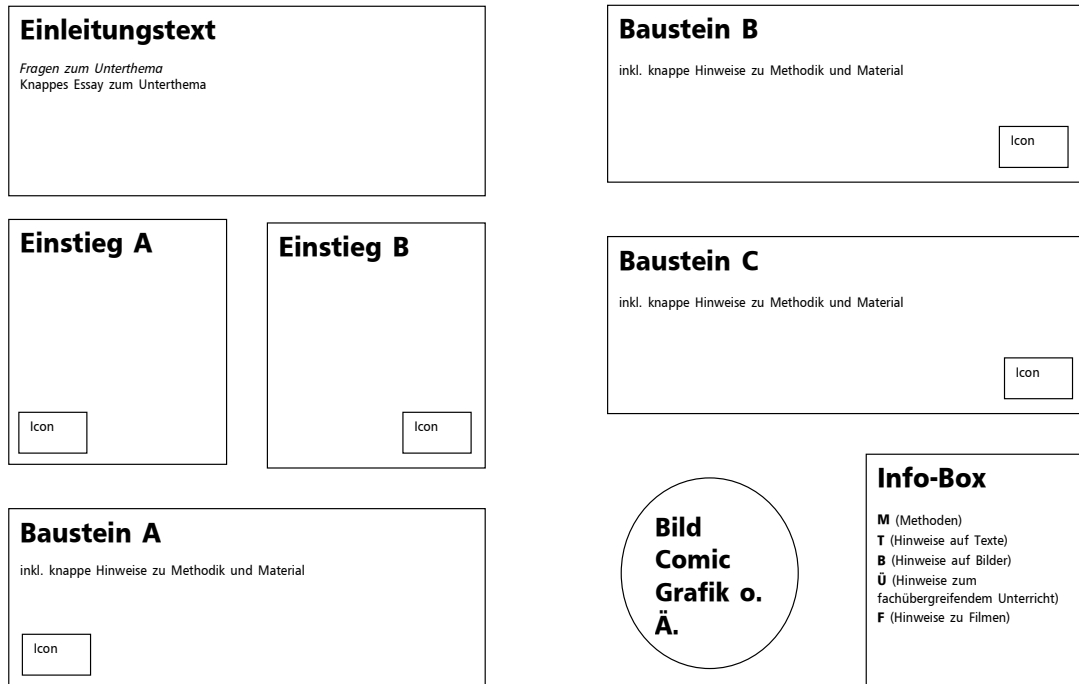 Einleitungstext
Fragen zum Unterthema
Knappes Essay zum Unterthema
Einstieg A
Icon
Einstieg B
Icon
Baustein A
inkl. knappe Hinweise zu Methodik und Material
Icon
Baustein B
inkl. knappe Hinweise zu Methodik und Material
Icon
Baustein C
inkl. knappe Hinweise zu Methodik und Material
Icon
Bild
Comic
Grafik o.
Ä.
Info-Box
M (Methoden)
T (Hinweise auf Texte)
B (Hinweise auf Bilder)
Ü (Hinweise zum
fachübergreifendem Unterricht)
F (Hinweise zu Filmen)